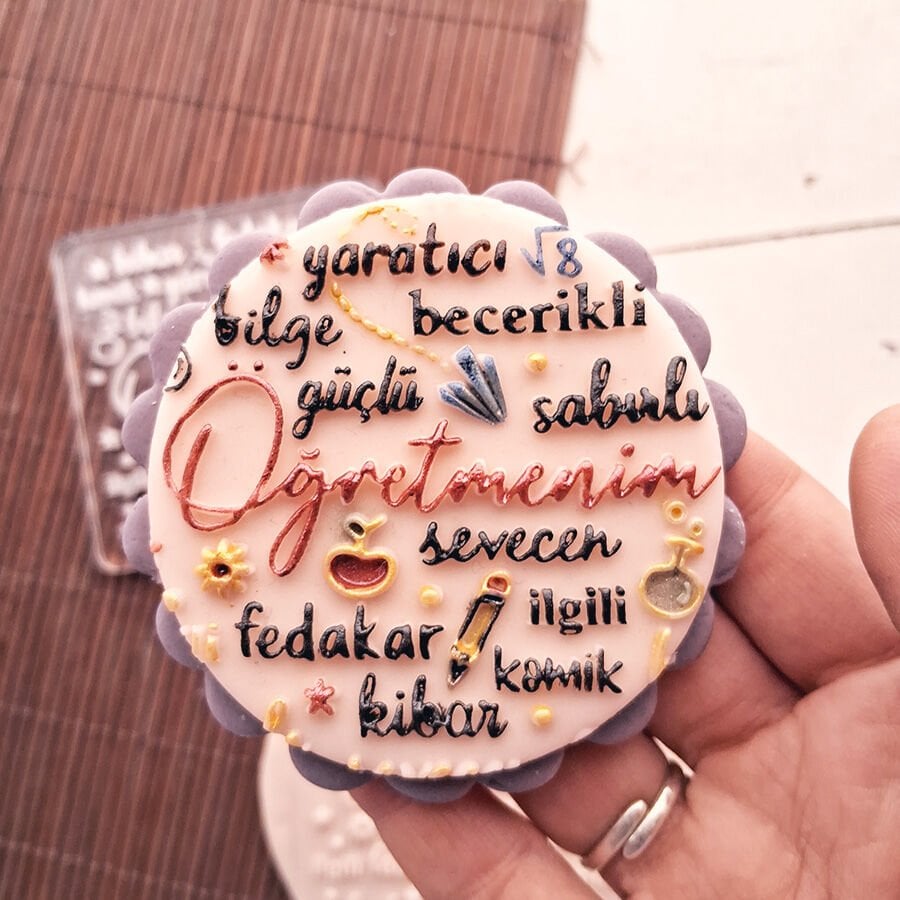 yaratıcı √8
bilge becerikli
güçlü sabırlı
Öğretmenim
sevecen
fedakar ilgili
komik
kibar